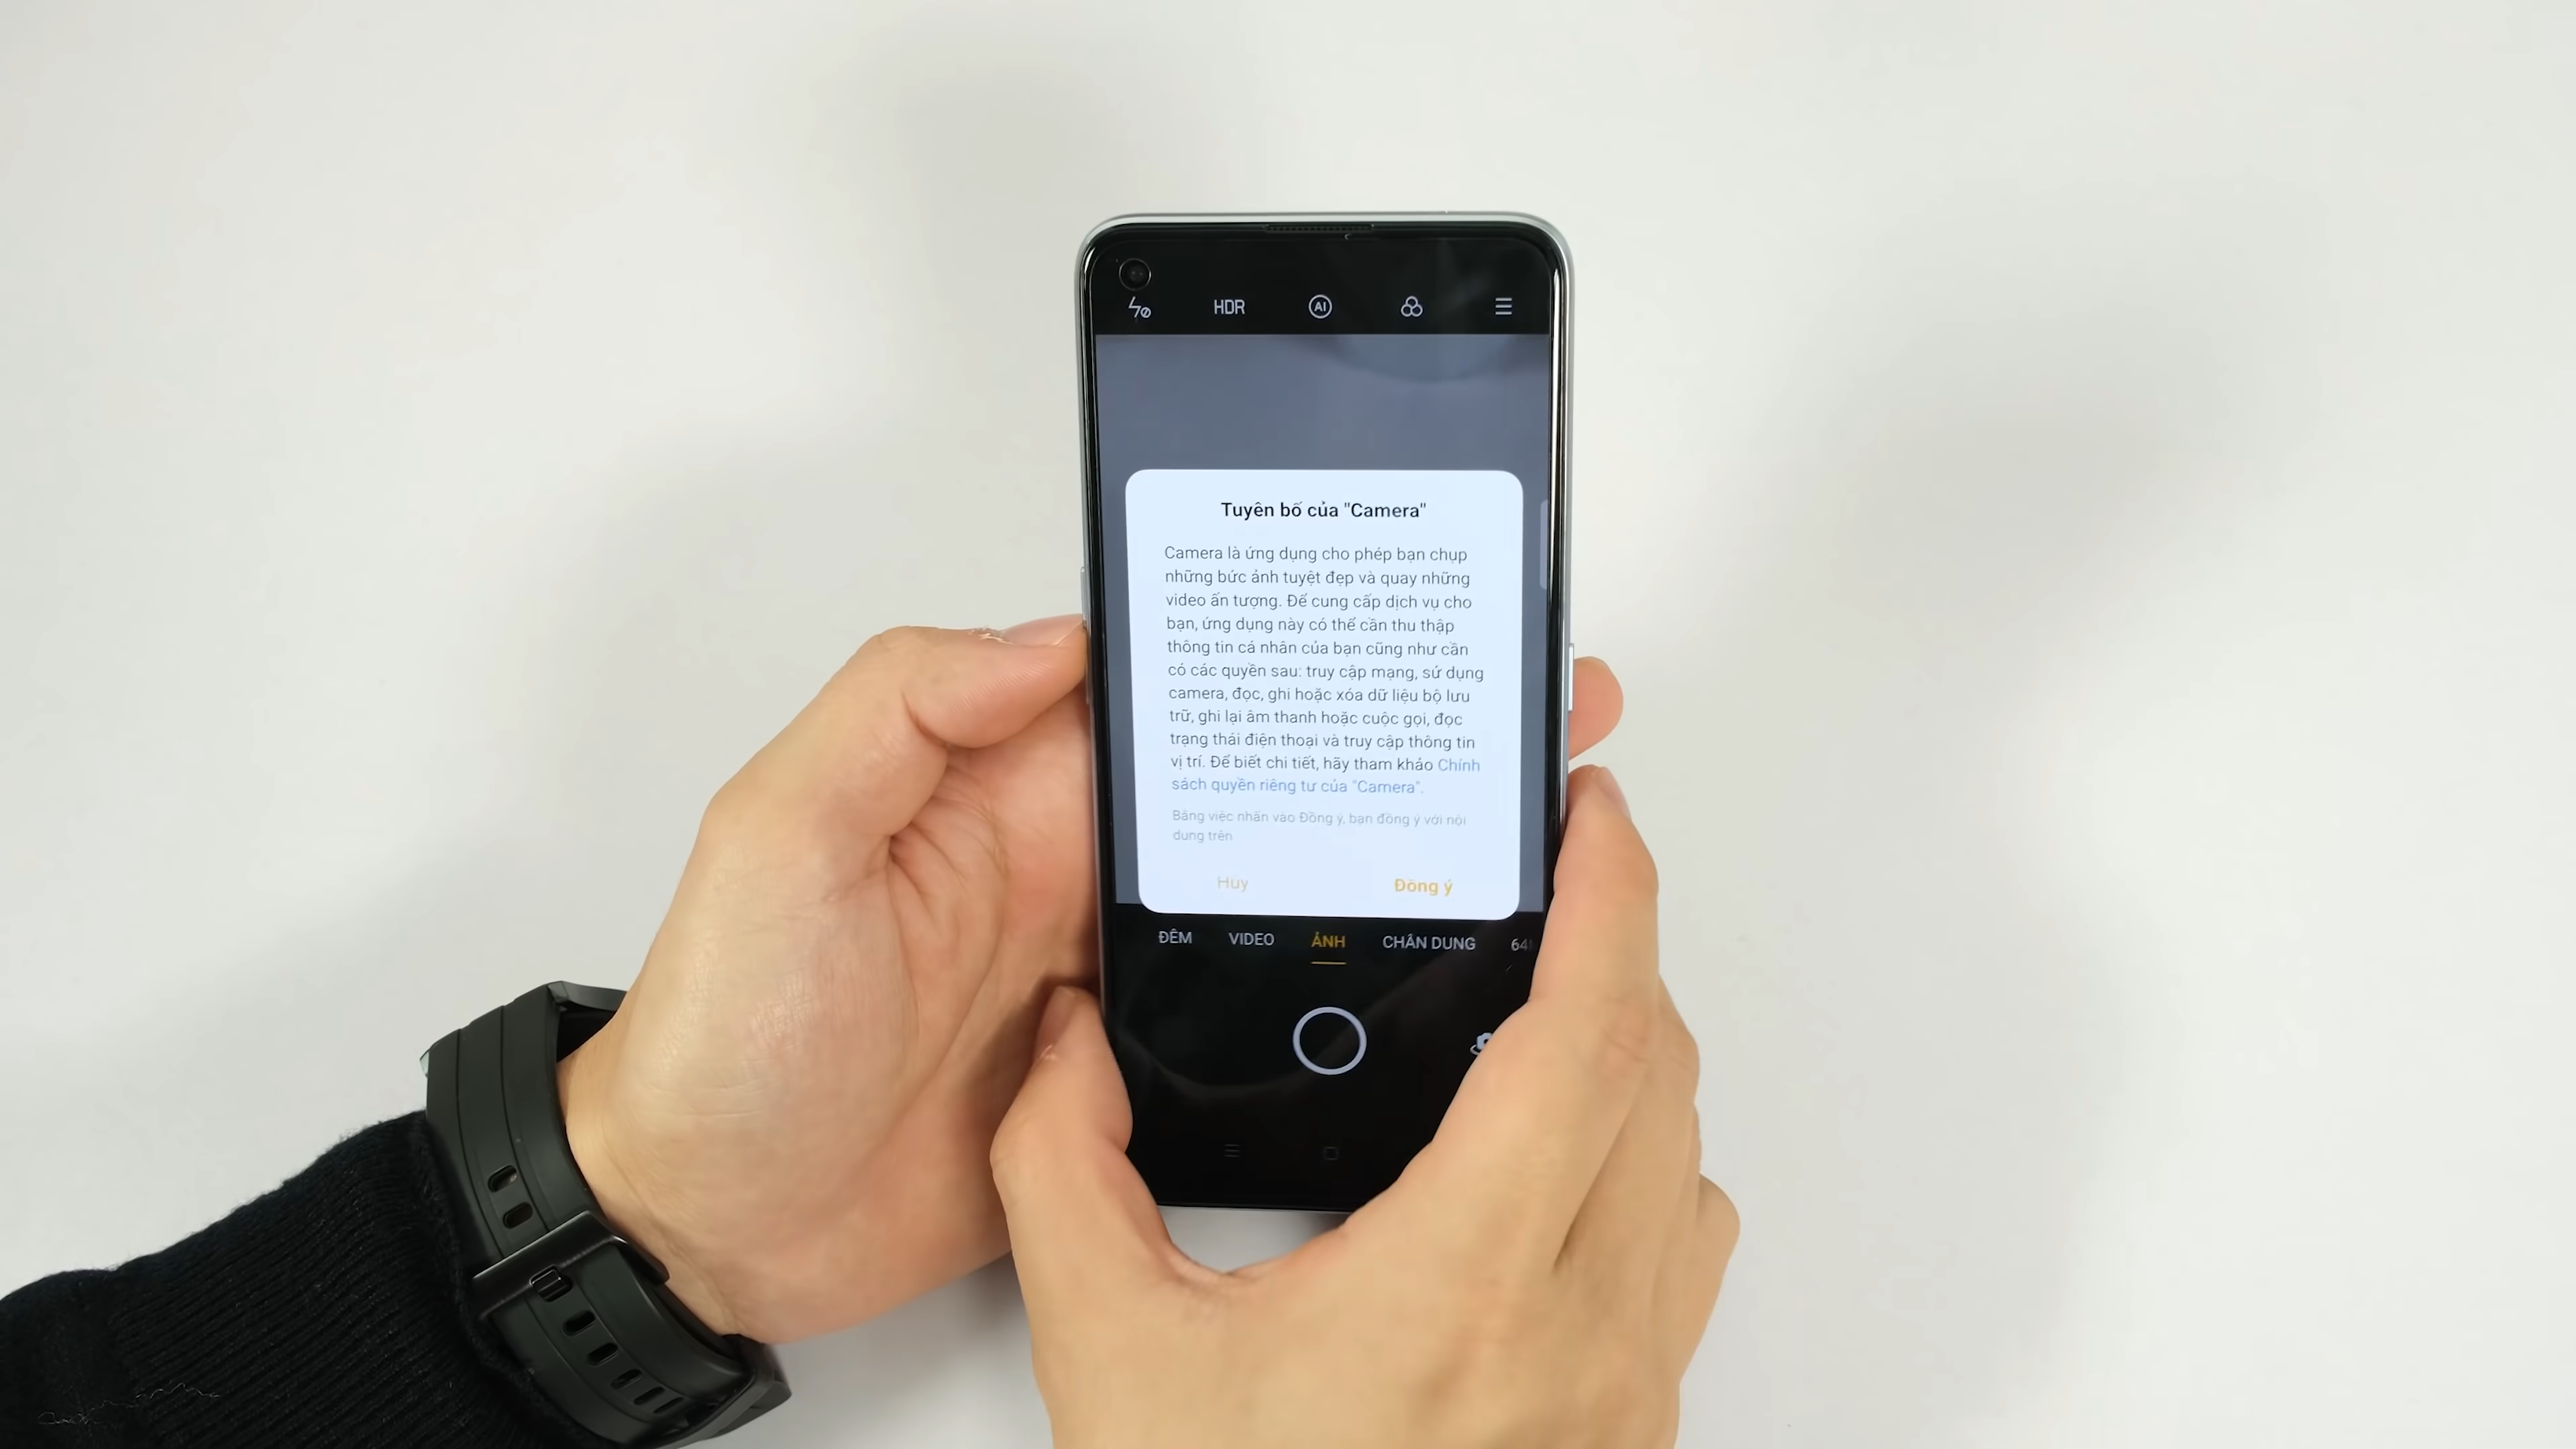 HDR
AI
Tuyên bố của "Camera"
Camera là ứng dụng cho phép bạn chụp
những bức ảnh tuyệt đẹp và quay những
video ấn tượng. Để cung cấp dịch vụ cho
bạn, ứng dụng này có thể cần thu thập
thông tin cá nhân của bạn cũng như cần
có các quyền sau: truy cập mạng, sử dụng
camera, đọc, ghi hoặc xóa dữ liệu bộ lưu
trữ, ghi lại âm thanh hoặc cuộc gọi, đọc
trạng thái điện thoại và truy cập thông tin
vị trí. Để biết chi tiết, hãy tham khảo Chính
sách quyền riêng tư của "Camera".
Bằng việc nhấn vào Đồng ý, bạn đồng ý với nội
dung trên
Hủy Đồng ý
ĐÊM VIDEO ẢNH CHÂN DUNG